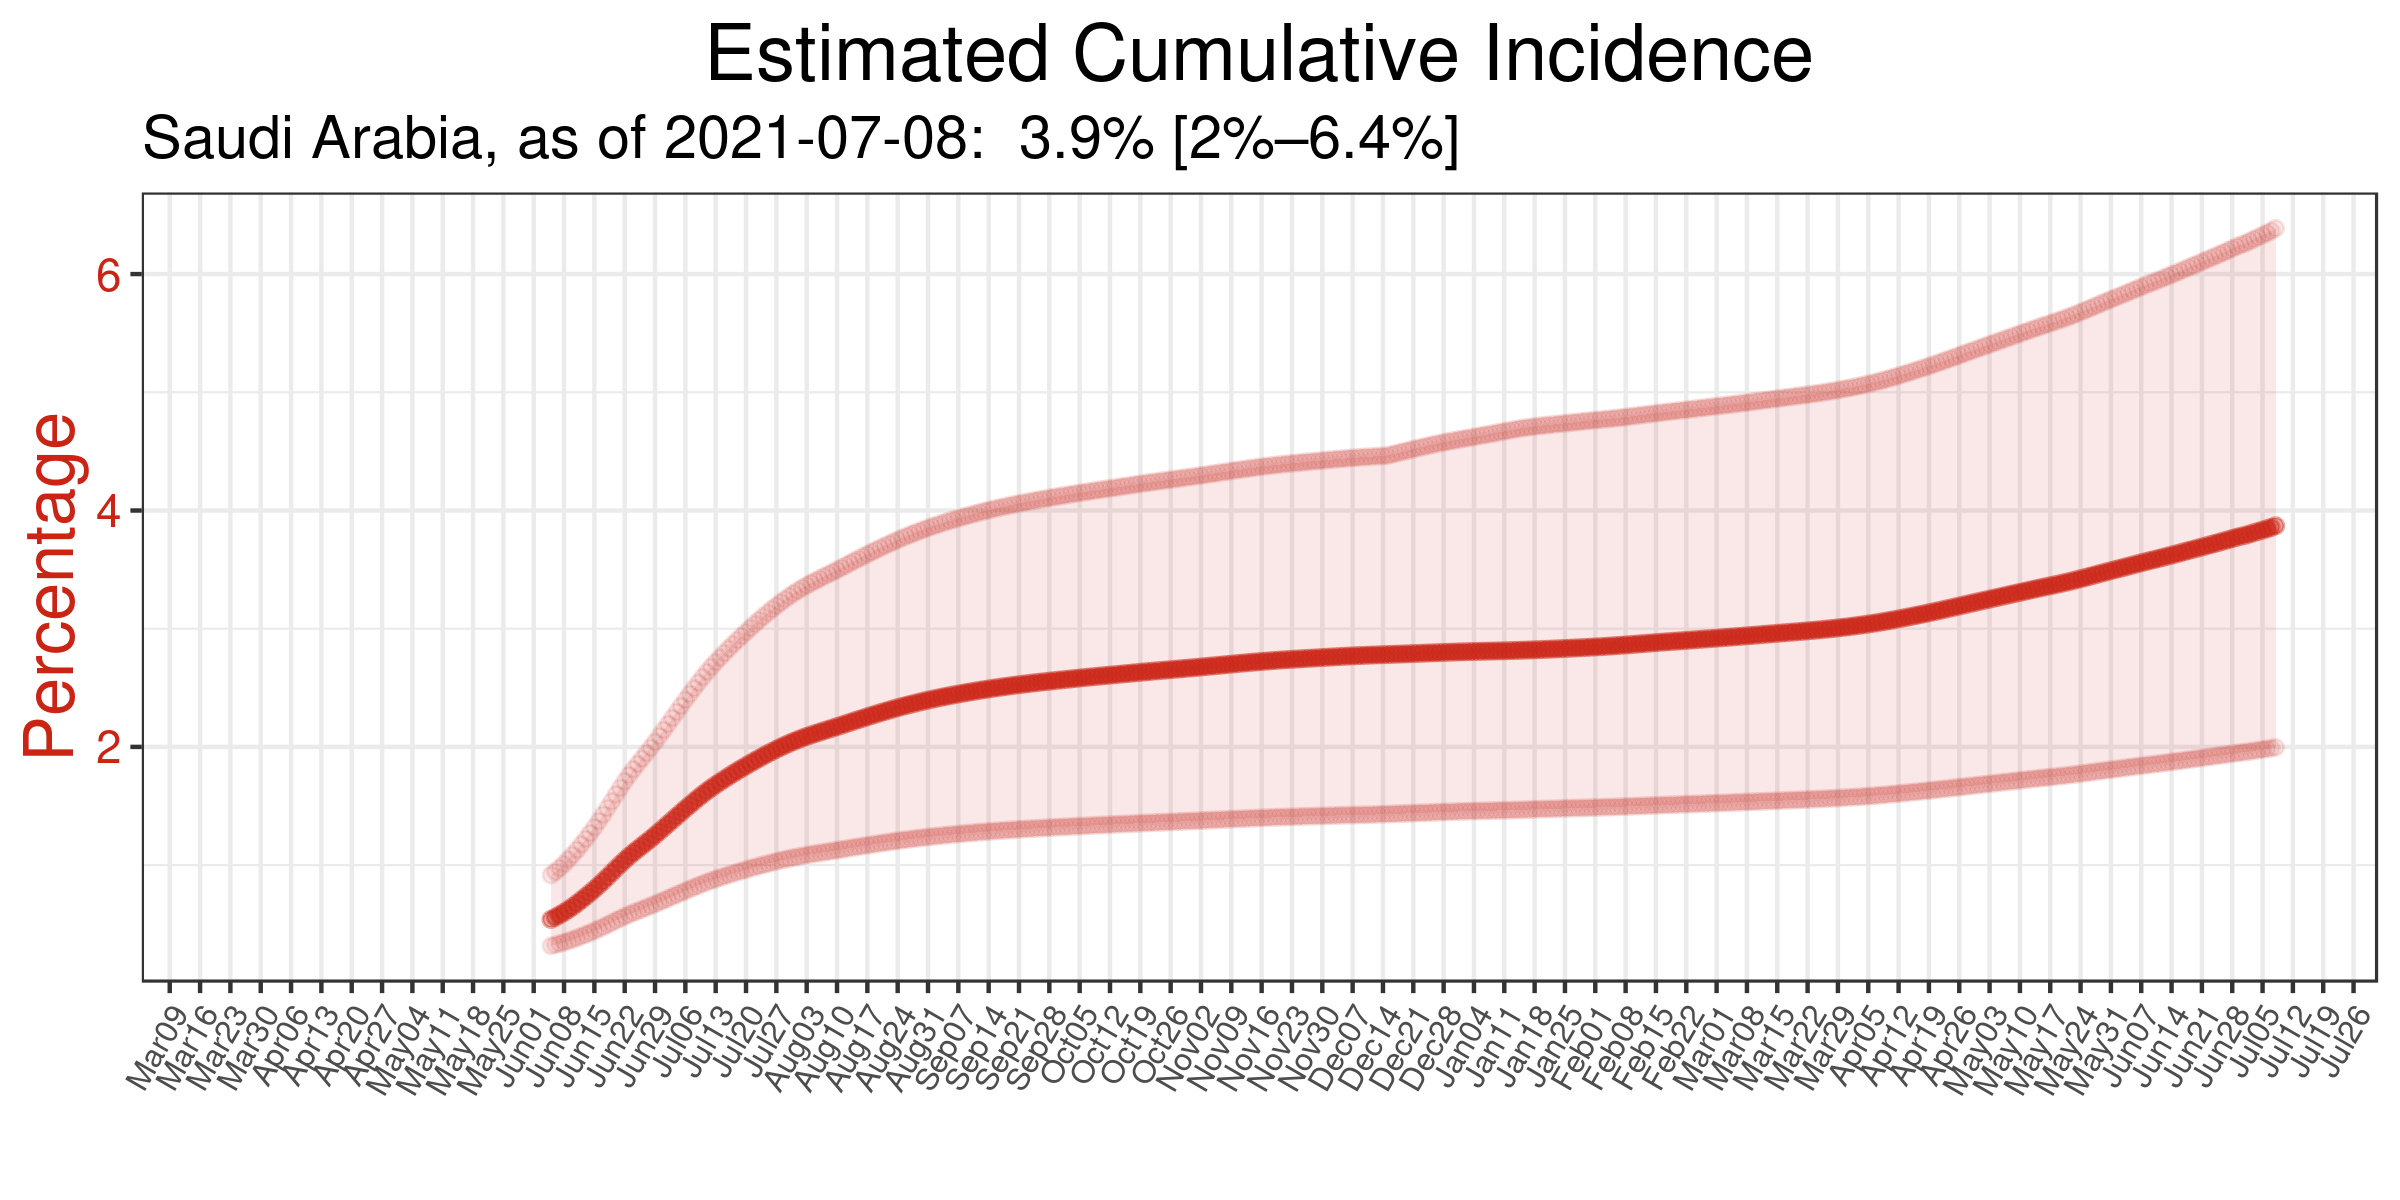 Estimated Cumulative Incidence
Saudi Arabia, as of 2021-07-08:  3.9% [2%–6.4%]
Percentage
6
4
2
Mar09
Mar16
Mar23
Mar30
Apr06
Apr13
Apr20
Apr27
May04
May11
May18
May25
Jun01
Jun08
Jun15
Jun22
Jun29
Jul06
Jul13
Jul20
Jul27
Aug03
Aug10
Aug17
Aug24
Aug31
Sep07
Sep14
Sep21
Sep28
Oct05
Oct12
Oct19
Oct26
Nov02
Nov09
Nov16
Nov23
Nov30
Dec07
Dec14
Dec21
Dec28
Jan04
Jan11
Jan18
Jan25
Feb01
Feb08
Feb15
Feb22
Mar01
Mar08
Mar15
Mar22
Mar29
Apr05
Apr12
Apr19
Apr26
May03
May10
May17
May24
May31
Jun07
Jun14
Jun21
Jun28
Jul05
Jul12
Jul19
Jul26